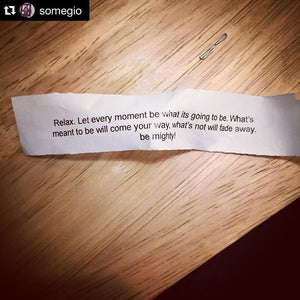 somegio
Relax. Let every moment be what its going to be. What's
meant to be will come your way, what's not will fade away.
be mighty!